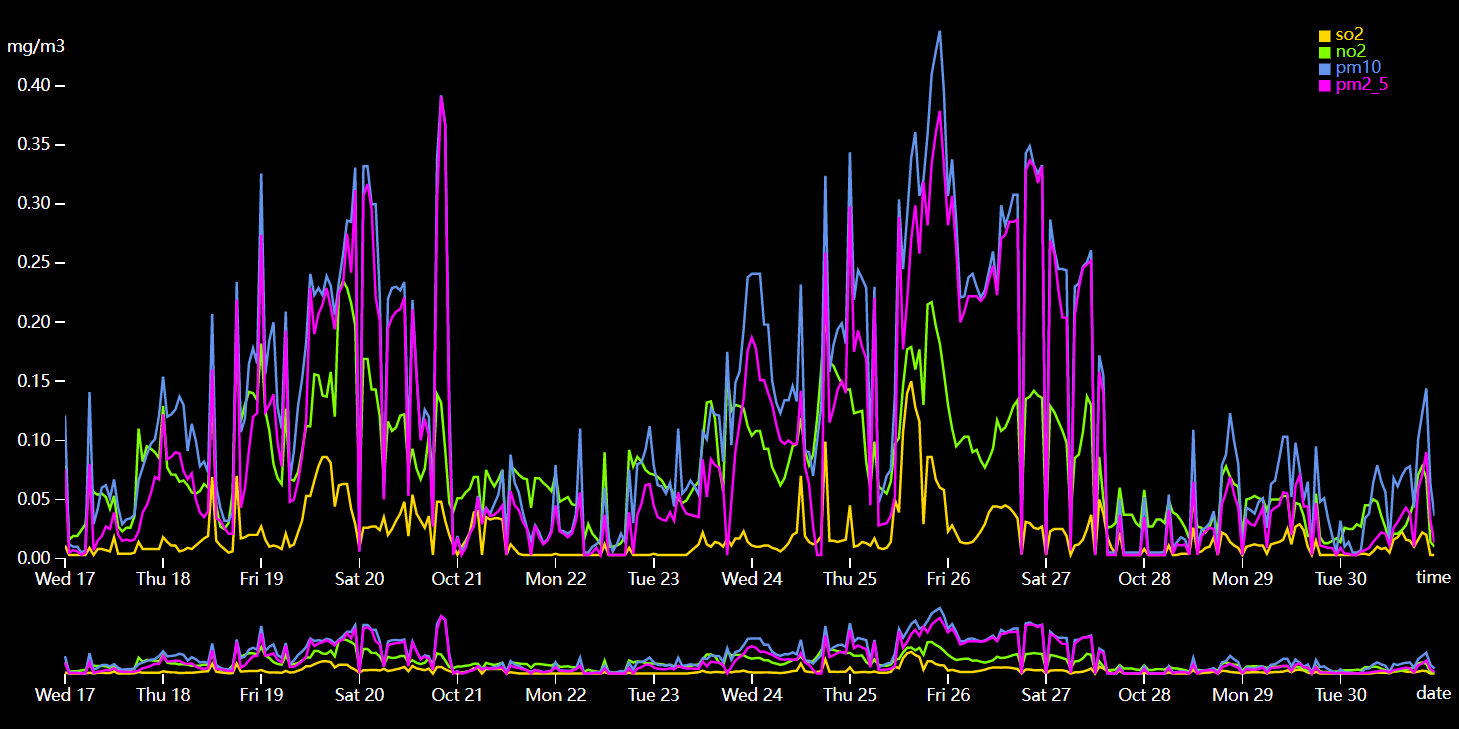 mg/m3
so2
no2
pm10
pm2_5
0.40
0.35
0.30
0.25
0.20
0.15
0.10
0.05
0.00
Wed 17 Thu 18 Fri 19 Sat 20 Oct 21 Mon 22 Tue 23 Wed 24 Thu 25 Fri 26 Sat 27 Oct 28 Mon 29 Tue 30 time
Wed 17 Thu 18 Fri 19 Sat 20 Oct 21 Mon 22 Tue 23 Wed 24 Thu 25 Fri 26 Sat 27 Oct 28 Mon 29 Tue 30 date